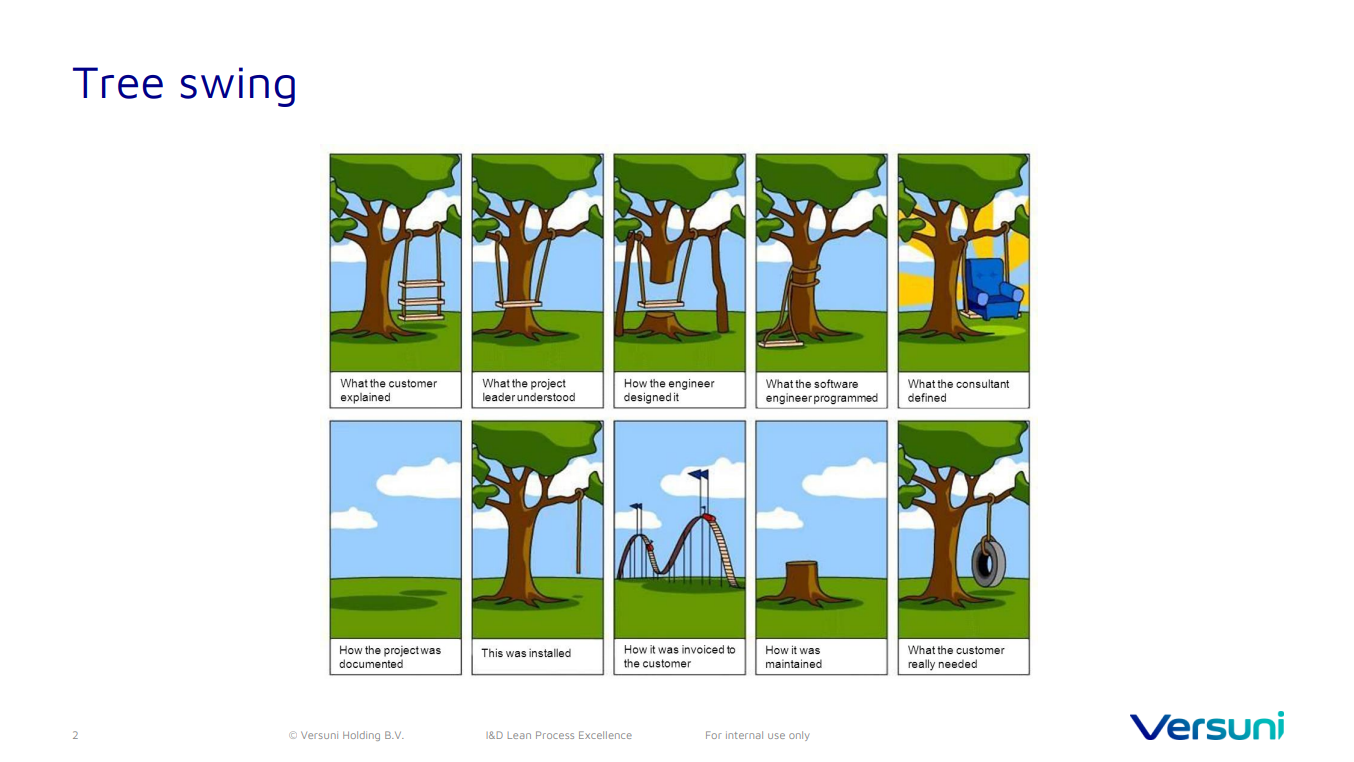 Tree swing
What the customer
explained
What the project
leader understood
How the engineer
designed it
What the software
engineer programmed
What the consultant
defined
How the project was
documented
This was installed
How it was invoiced to
the customer
How it was
maintained
What the customer
really needed
2
© Versuni Holding B.V.
I&D Lean Process Excellence
For internal use only
Versuni